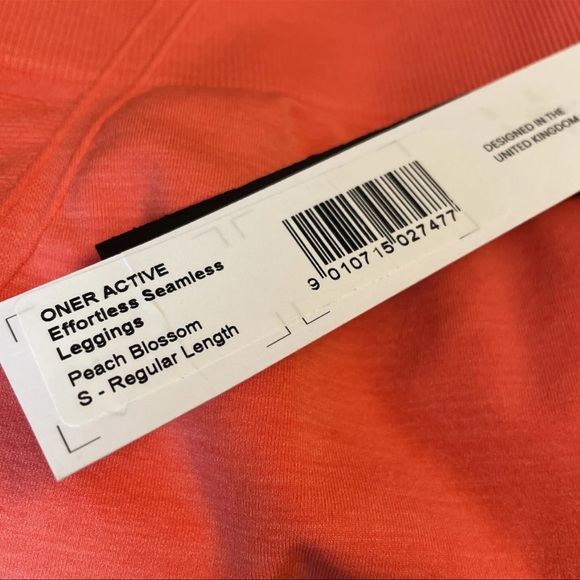 ONER ACTIVE
Effortless Seamless
Leggings
Peach Blossom
S - Regular Length
9 010715 027477
DESIGNED IN THE
UNITED KINGDOM